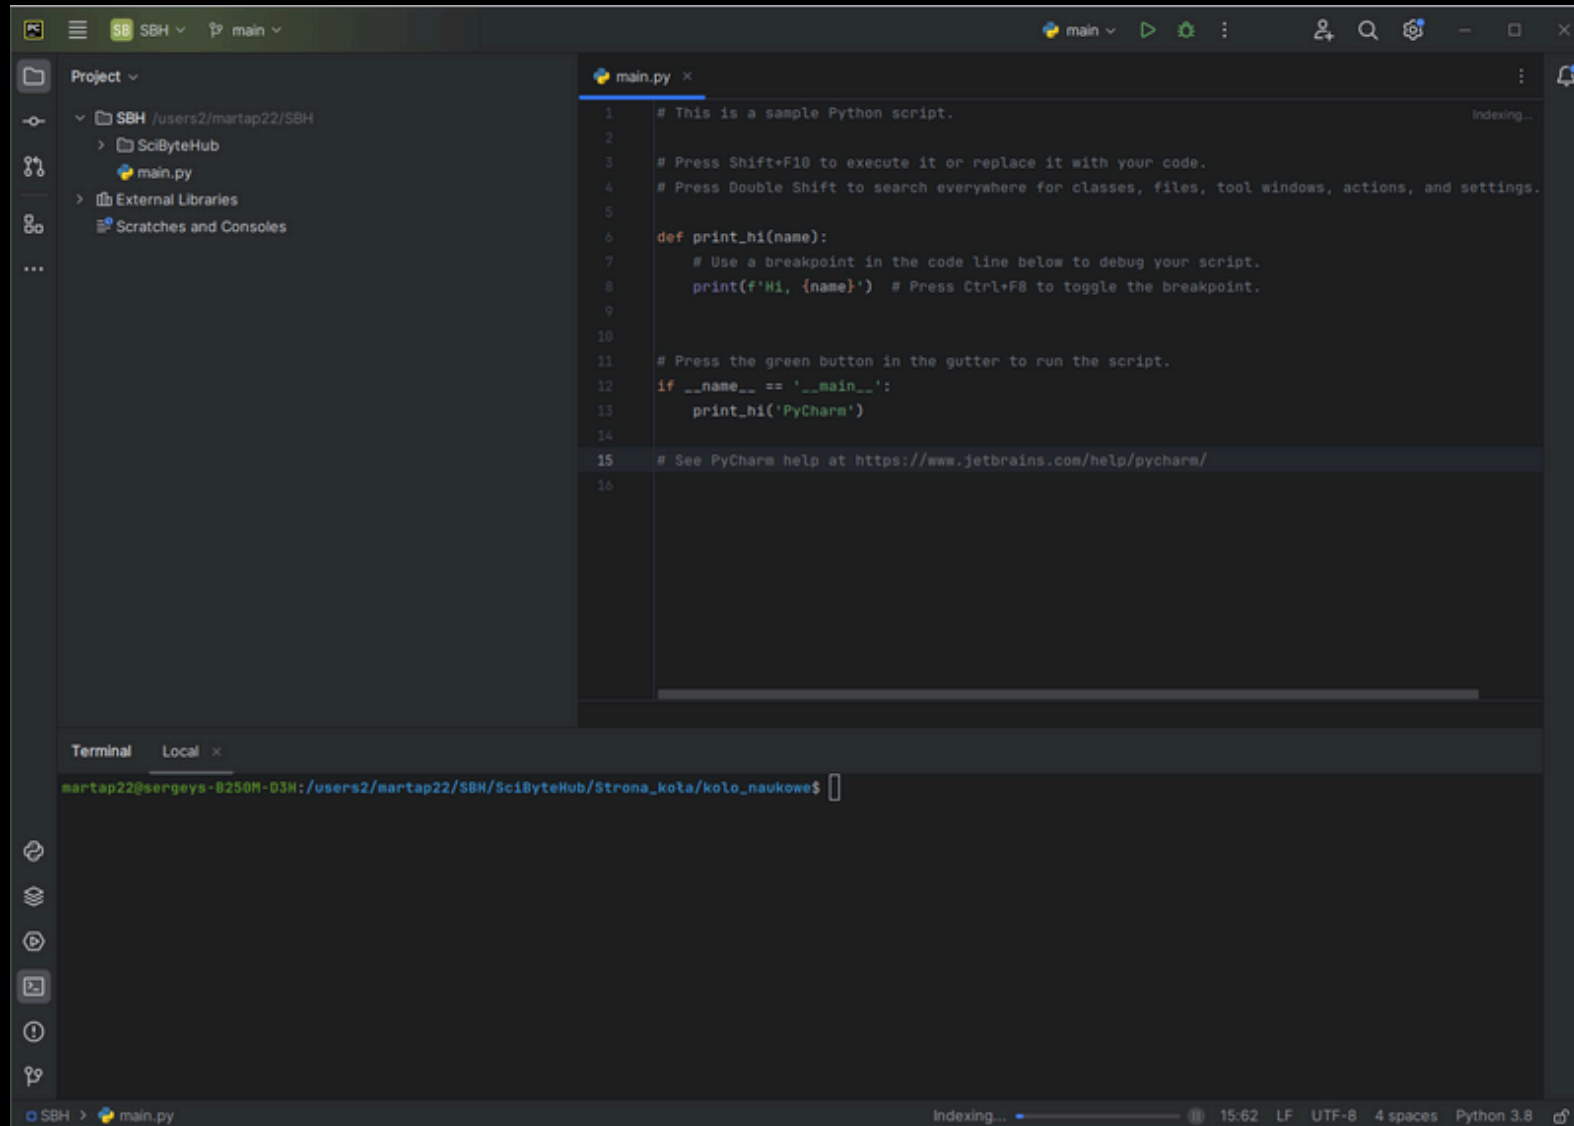 PC SB SBH main main
Project
main.py
SBH /users2/martap22/SBH
SciByteHub
main.py
External Libraries
Scratches and Consoles
Indexing...
1 # This is a sample Python script.
2
3 # Press Shift+F10 to execute it or replace it with your code.
4 # Press Double Shift to search everywhere for classes, files, tool windows, actions, and settings.
5
6 def print_hi(name):
7 # Use a breakpoint in the code line below to debug your script.
8 print(f'Hi, {name}') # Press Ctrl+F8 to toggle the breakpoint.
9
10
11 # Press the green button in the gutter to run the script.
12 if __name__ == '__main__':
13 print_hi('PyCharm')
14
15 # See PyCharm help at https://www.jetbrains.com/help/pycharm/
16
Terminal Local
martap22@sergeys-B250M-D3H:/users2/martap22/SBH/SciByteHub/Strona_koła/kolo_naukowe$
SBH > main.py Indexing... 15:62 LF UTF-8 4 spaces Python 3.8